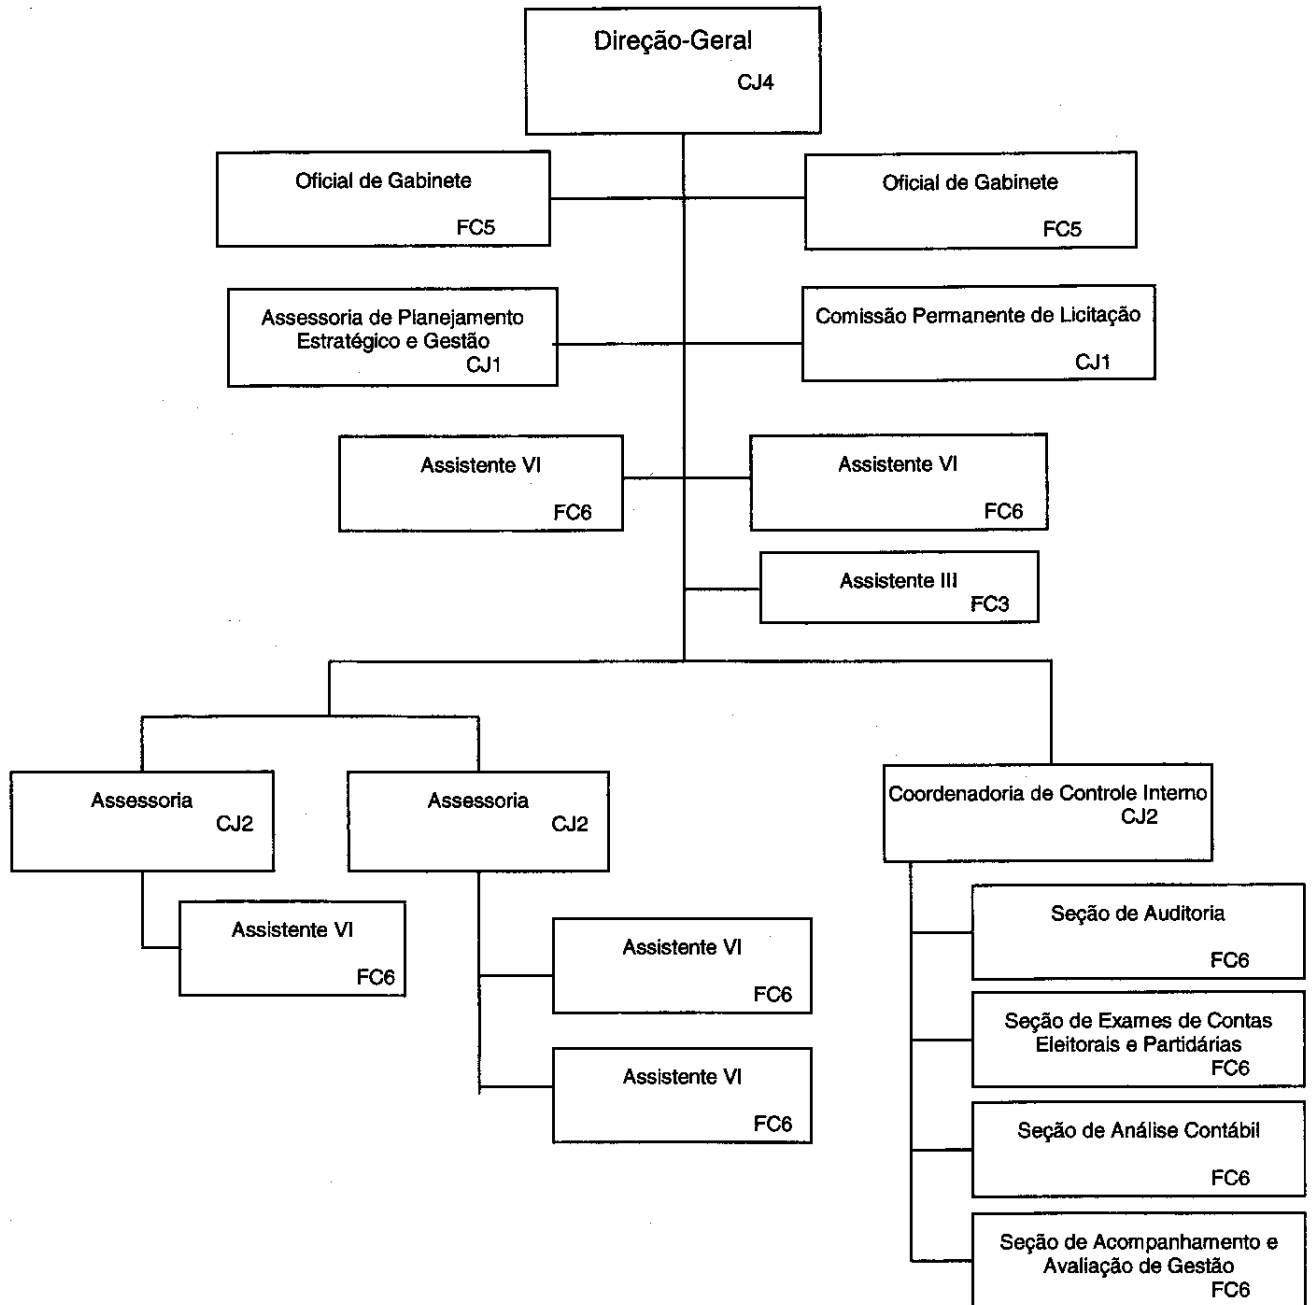 Direção-Geral
CJ4
Oficial de Gabinete
FC5
Oficial de Gabinete
FC5
Assessoria de Planejamento
Estratégico e Gestão
CJ1
Comissão Permanente de Licitação
CJ1
Assistente VI
FC6
Assistente VI
FC6
Assistente III
FC3
Assessoria
CJ2
Assessoria
CJ2
Coordenadoria de Controle Interno
CJ2
Assistente VI
FC6
Assistente VI
FC6
Assistente VI
FC6
Seção de Auditoria
FC6
Seção de Exames de Contas
Eleitorais e Partidárias
FC6
Seção de Análise Contábil
FC6
Seção de Acompanhamento e
Avaliação de Gestão
FC6